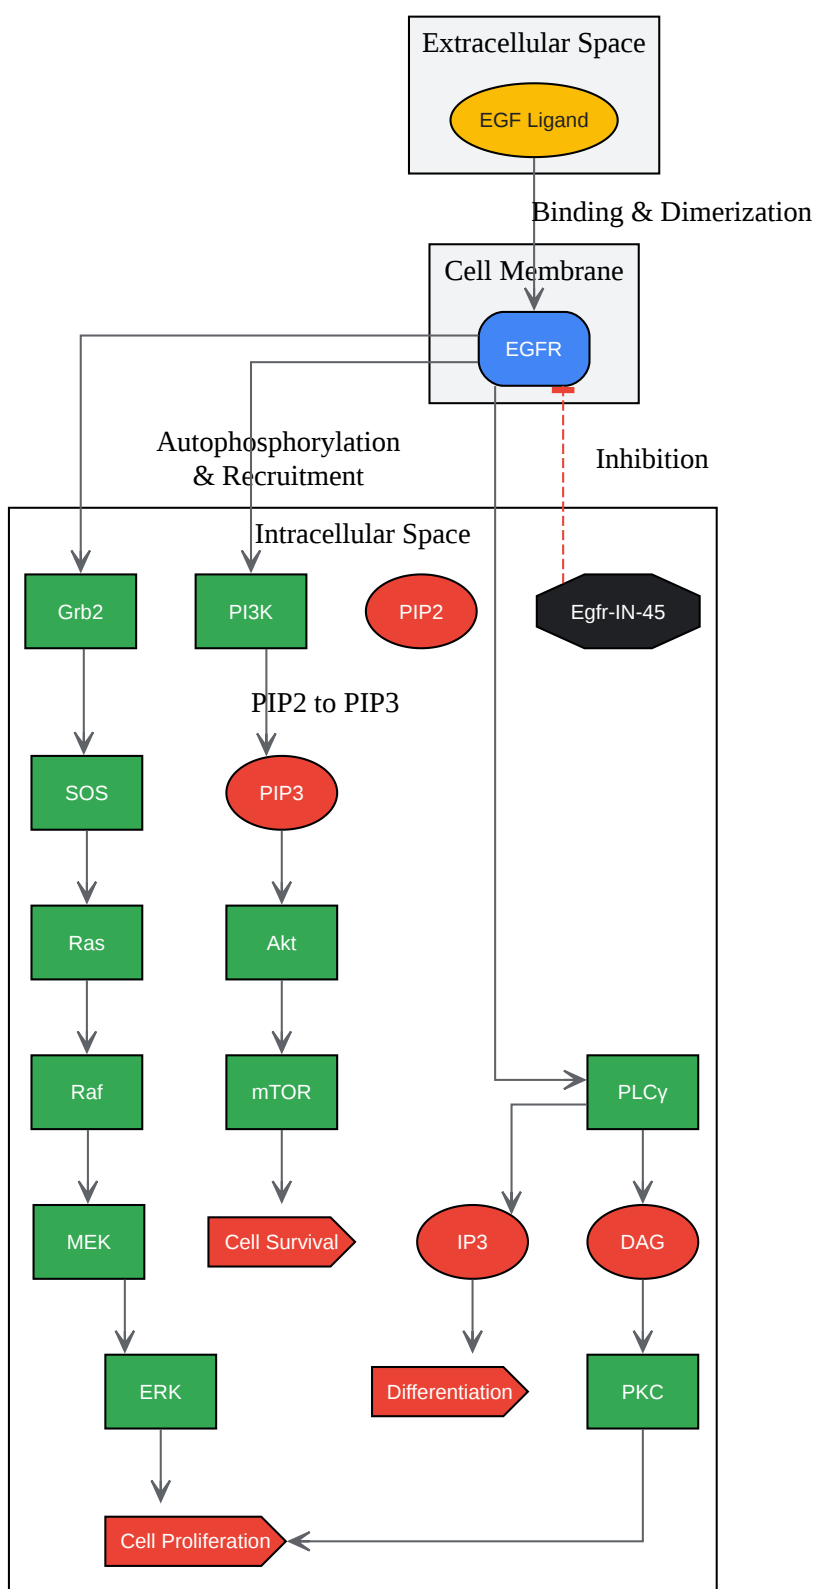 Extracellular Space
EGF Ligand
Binding & Dimerization
Cell Membrane
EGFR
Autophosphorylation
& Recruitment
Inhibition
Intracellular Space
Grb2
PI3K
PIP2
Egfr-IN-45
PIP2 to PIP3
SOS
PIP3
Ras
Akt
Raf
mTOR
PLCγ
MEK
Cell Survival
IP3
DAG
ERK
Differentiation
PKC
Cell Proliferation